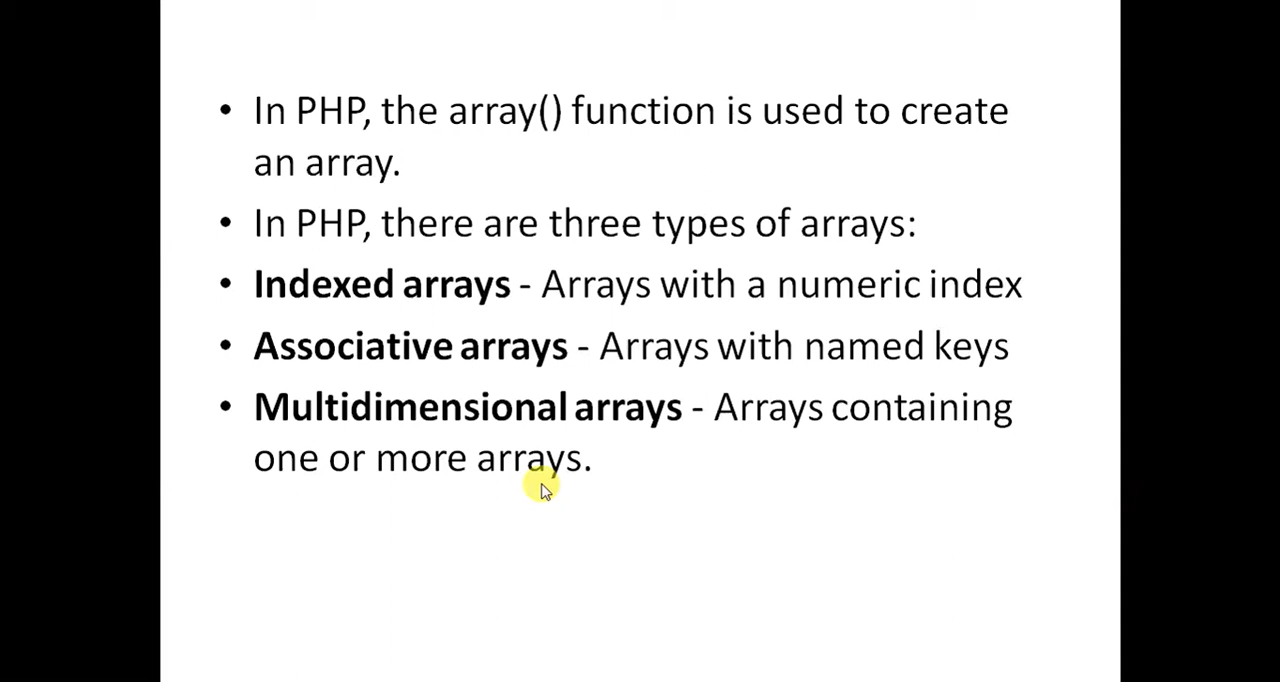 • In PHP, the array() function is used to create
an array.
• In PHP, there are three types of arrays:
• Indexed arrays - Arrays with a numeric index
• Associative arrays - Arrays with named keys
• Multidimensional arrays - Arrays containing
one or more arrays.